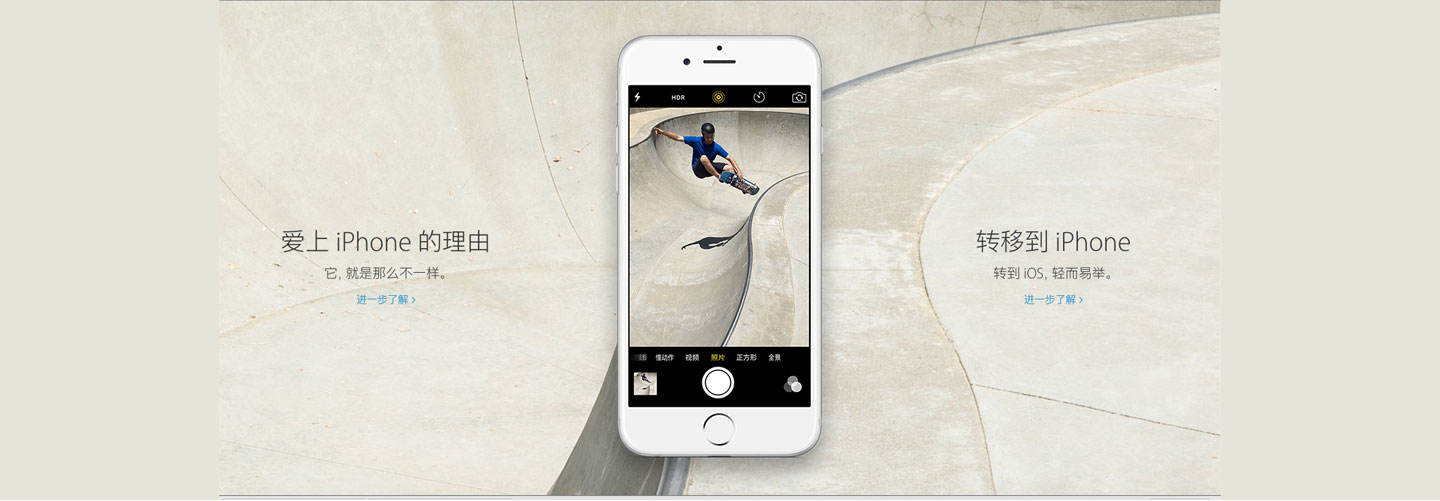 爱上 iPhone 的理由
它, 就是那么不一样。
进一步了解 ›
HDR
慢动作 视频 照片 正方形 全景
转移到 iPhone
转到 iOS, 轻而易举。
进一步了解 ›